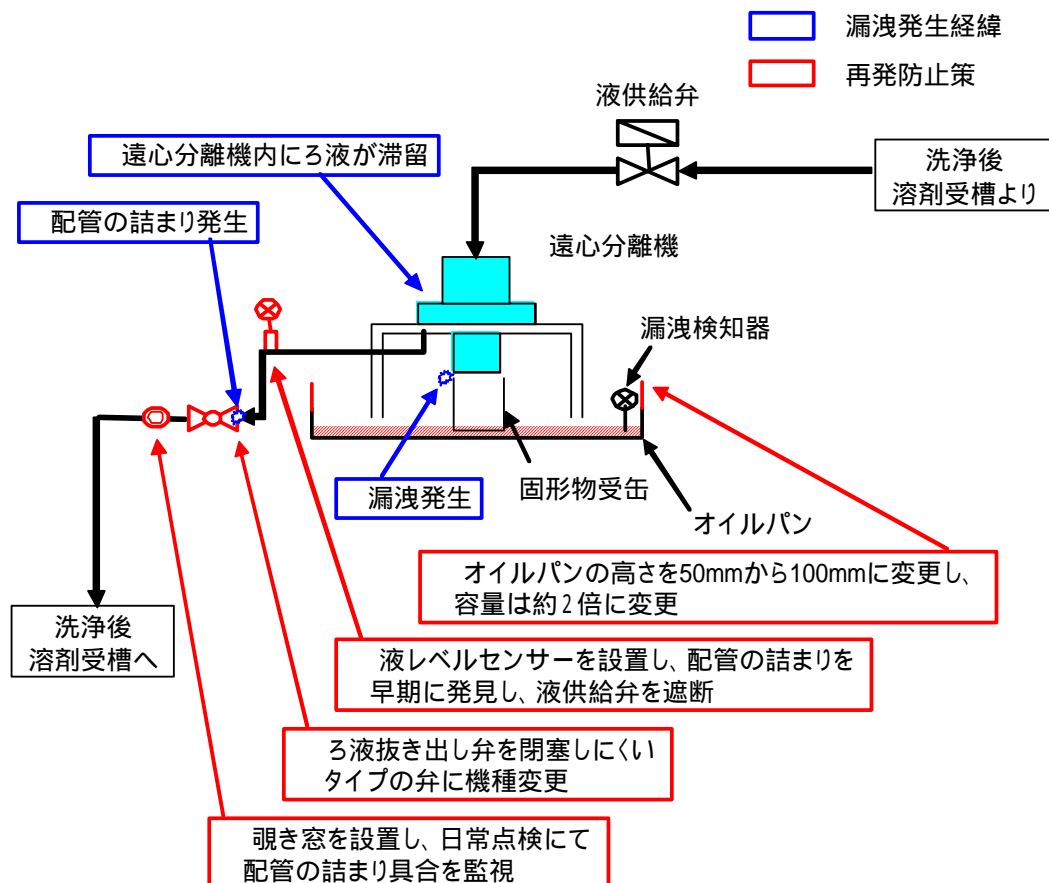 漏洩発生経緯
再発防止策
液供給弁
洗浄後
溶剤受槽より
遠心分離機内にろ液が滞留
配管の詰まり発生
遠心分離機
漏洩検知器
漏洩発生
固形物受缶
オイルパン
オイルパンの高さを50mmから100mmに変更し、
容量は約2倍に変更
洗浄後
溶剤受槽へ
液レベルセンサーを設置し、配管の詰まりを
早期に発見し、液供給弁を遮断
ろ液抜き出し弁を閉塞しにくい
タイプの弁に機種変更
覗き窓を設置し、日常点検にて
配管の詰まり具合を監視